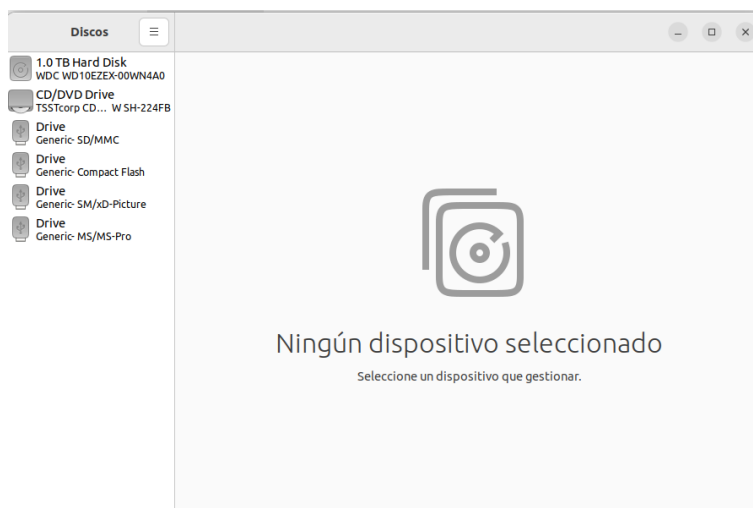 Discos
1.0 TB Hard Disk
WDC WD10EZEX-00WN4A0
CD/DVD Drive
TSSTcorp CD… W SH-224FB
Drive
Generic- SD/MMC
Drive
Generic- Compact Flash
Drive
Generic- SM/xD-Picture
Drive
Generic- MS/MS-Pro
Ningún dispositivo seleccionado
Seleccione un dispositivo que gestionar.